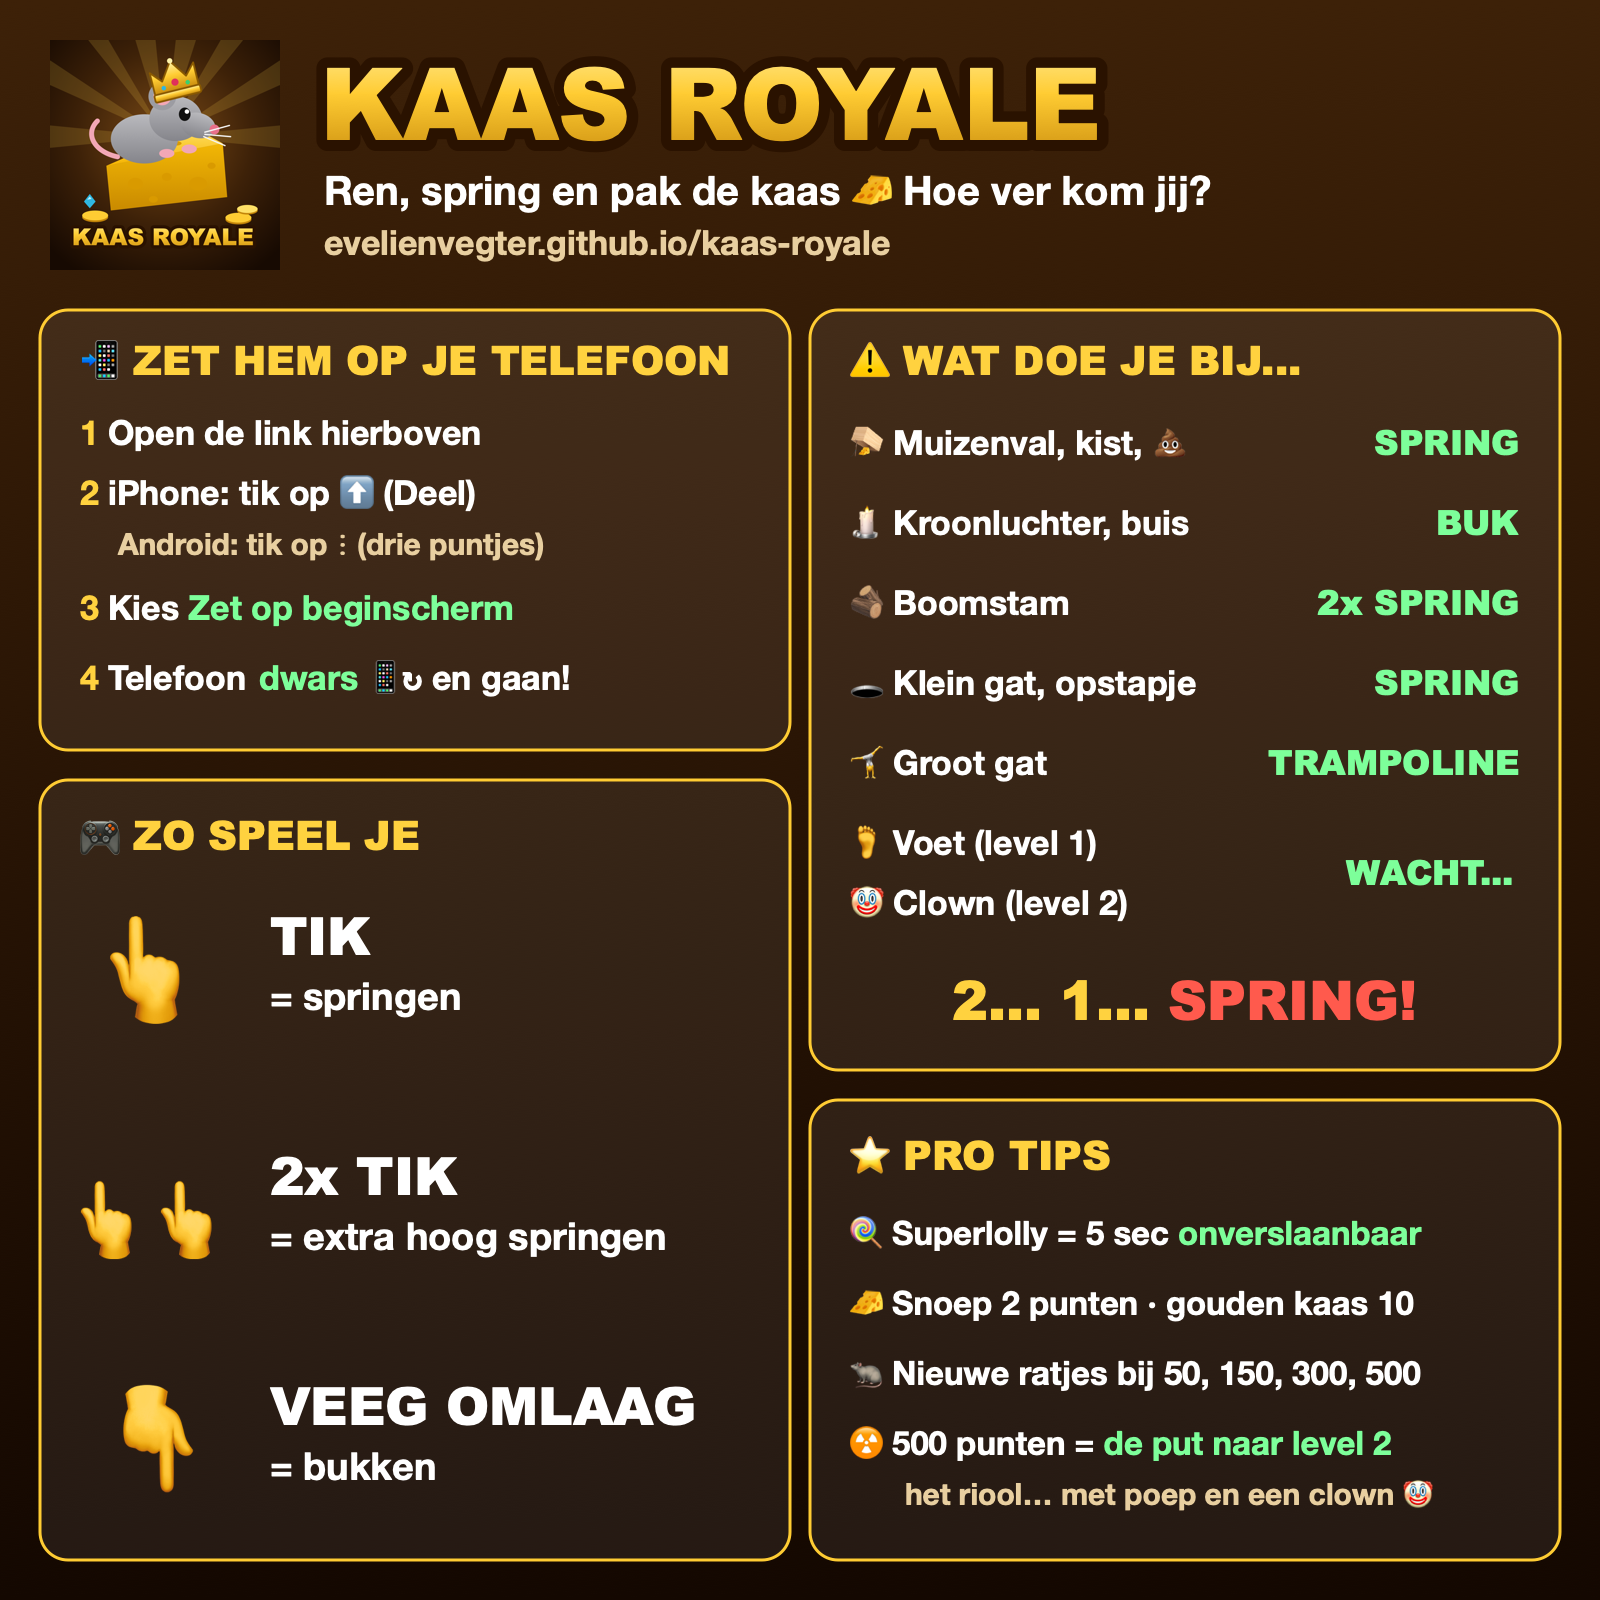 KAAS ROYALE
KAAS ROYALE
Ren, spring en pak de kaas 🧀 Hoe ver kom jij?
evelienvegter.github.io/kaas-royale
📲 ZET HEM OP JE TELEFOON
1 Open de link hierboven
2 iPhone: tik op ⬆️ (Deel)
Android: tik op ⋮ (drie puntjes)
3 Kies Zet op beginscherm
4 Telefoon dwars 📱↻ en gaan!
🎮 ZO SPEEL JE
👆 TIK
= springen
👆👆 2x TIK
= extra hoog springen
👇 VEEG OMLAAG
= bukken
⚠️ WAT DOE JE BIJ...
🪤 Muizenval, kist, 💩 SPRING
🕯️ Kroonluchter, buis BUK
🪵 Boomstam 2x SPRING
🕳️ Klein gat, opstapje SPRING
🤸 Groot gat TRAMPOLINE
🦶 Voet (level 1)
WACHT...
🤡 Clown (level 2)
2... 1... SPRING!
⭐ PRO TIPS
🍭 Superlolly = 5 sec onverslaanbaar
🧀 Snoep 2 punten · gouden kaas 10
🐀 Nieuwe ratjes bij 50, 150, 300, 500
☢️ 500 punten = de put naar level 2
het riool... met poep en een clown 🤡